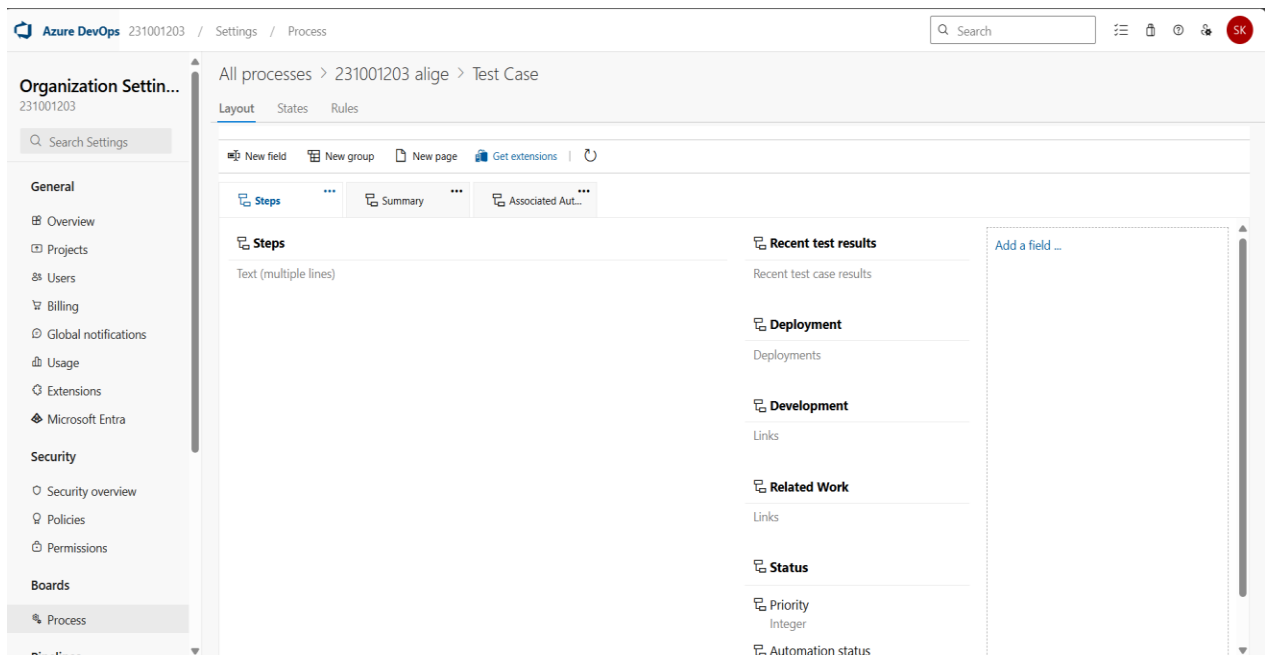 Azure DevOps 231001203 / Settings / Process
Search
SK
Organization Settin...
231001203
Search Settings
General
Overview
Projects
Users
Billing
Global notifications
Usage
Extensions
Microsoft Entra
Security
Security overview
Policies
Permissions
Boards
Process
Pipelines
All processes > 231001203 alige > Test Case
Layout States Rules
New field New group New page Get extensions
Steps Summary Associated Aut...
Steps
Text (multiple lines)
Recent test results
Recent test case results
Deployment
Deployments
Development
Links
Related Work
Links
Status
Priority
Integer
Automation status
Add a field ...